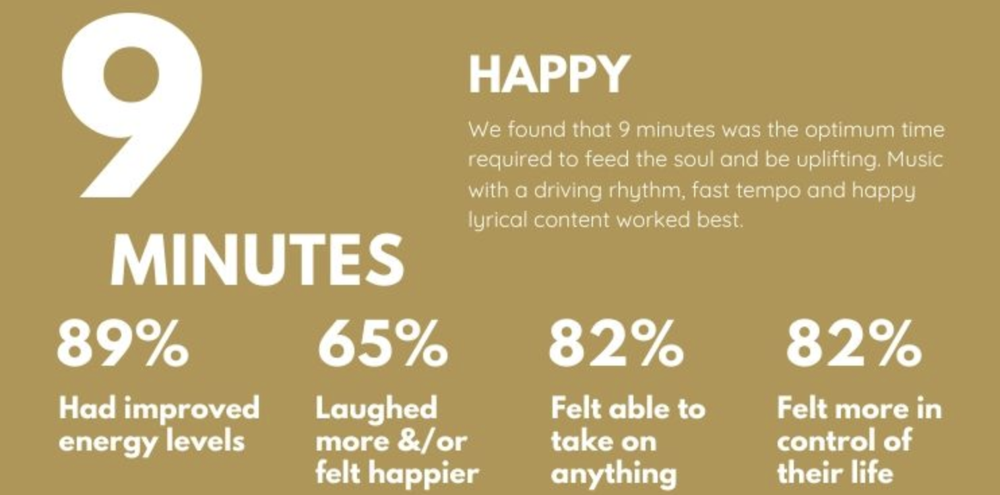 9
MINUTES
HAPPY
We found that 9 minutes was the optimum time
required to feed the soul and be uplifting. Music
with a driving rhythm, fast tempo and happy
lyrical content worked best.
89%
Had improved
energy levels
65%
Laughed
more &/or
felt happier
82%
Felt able to
take on
anything
82%
Felt more in
control of
their life